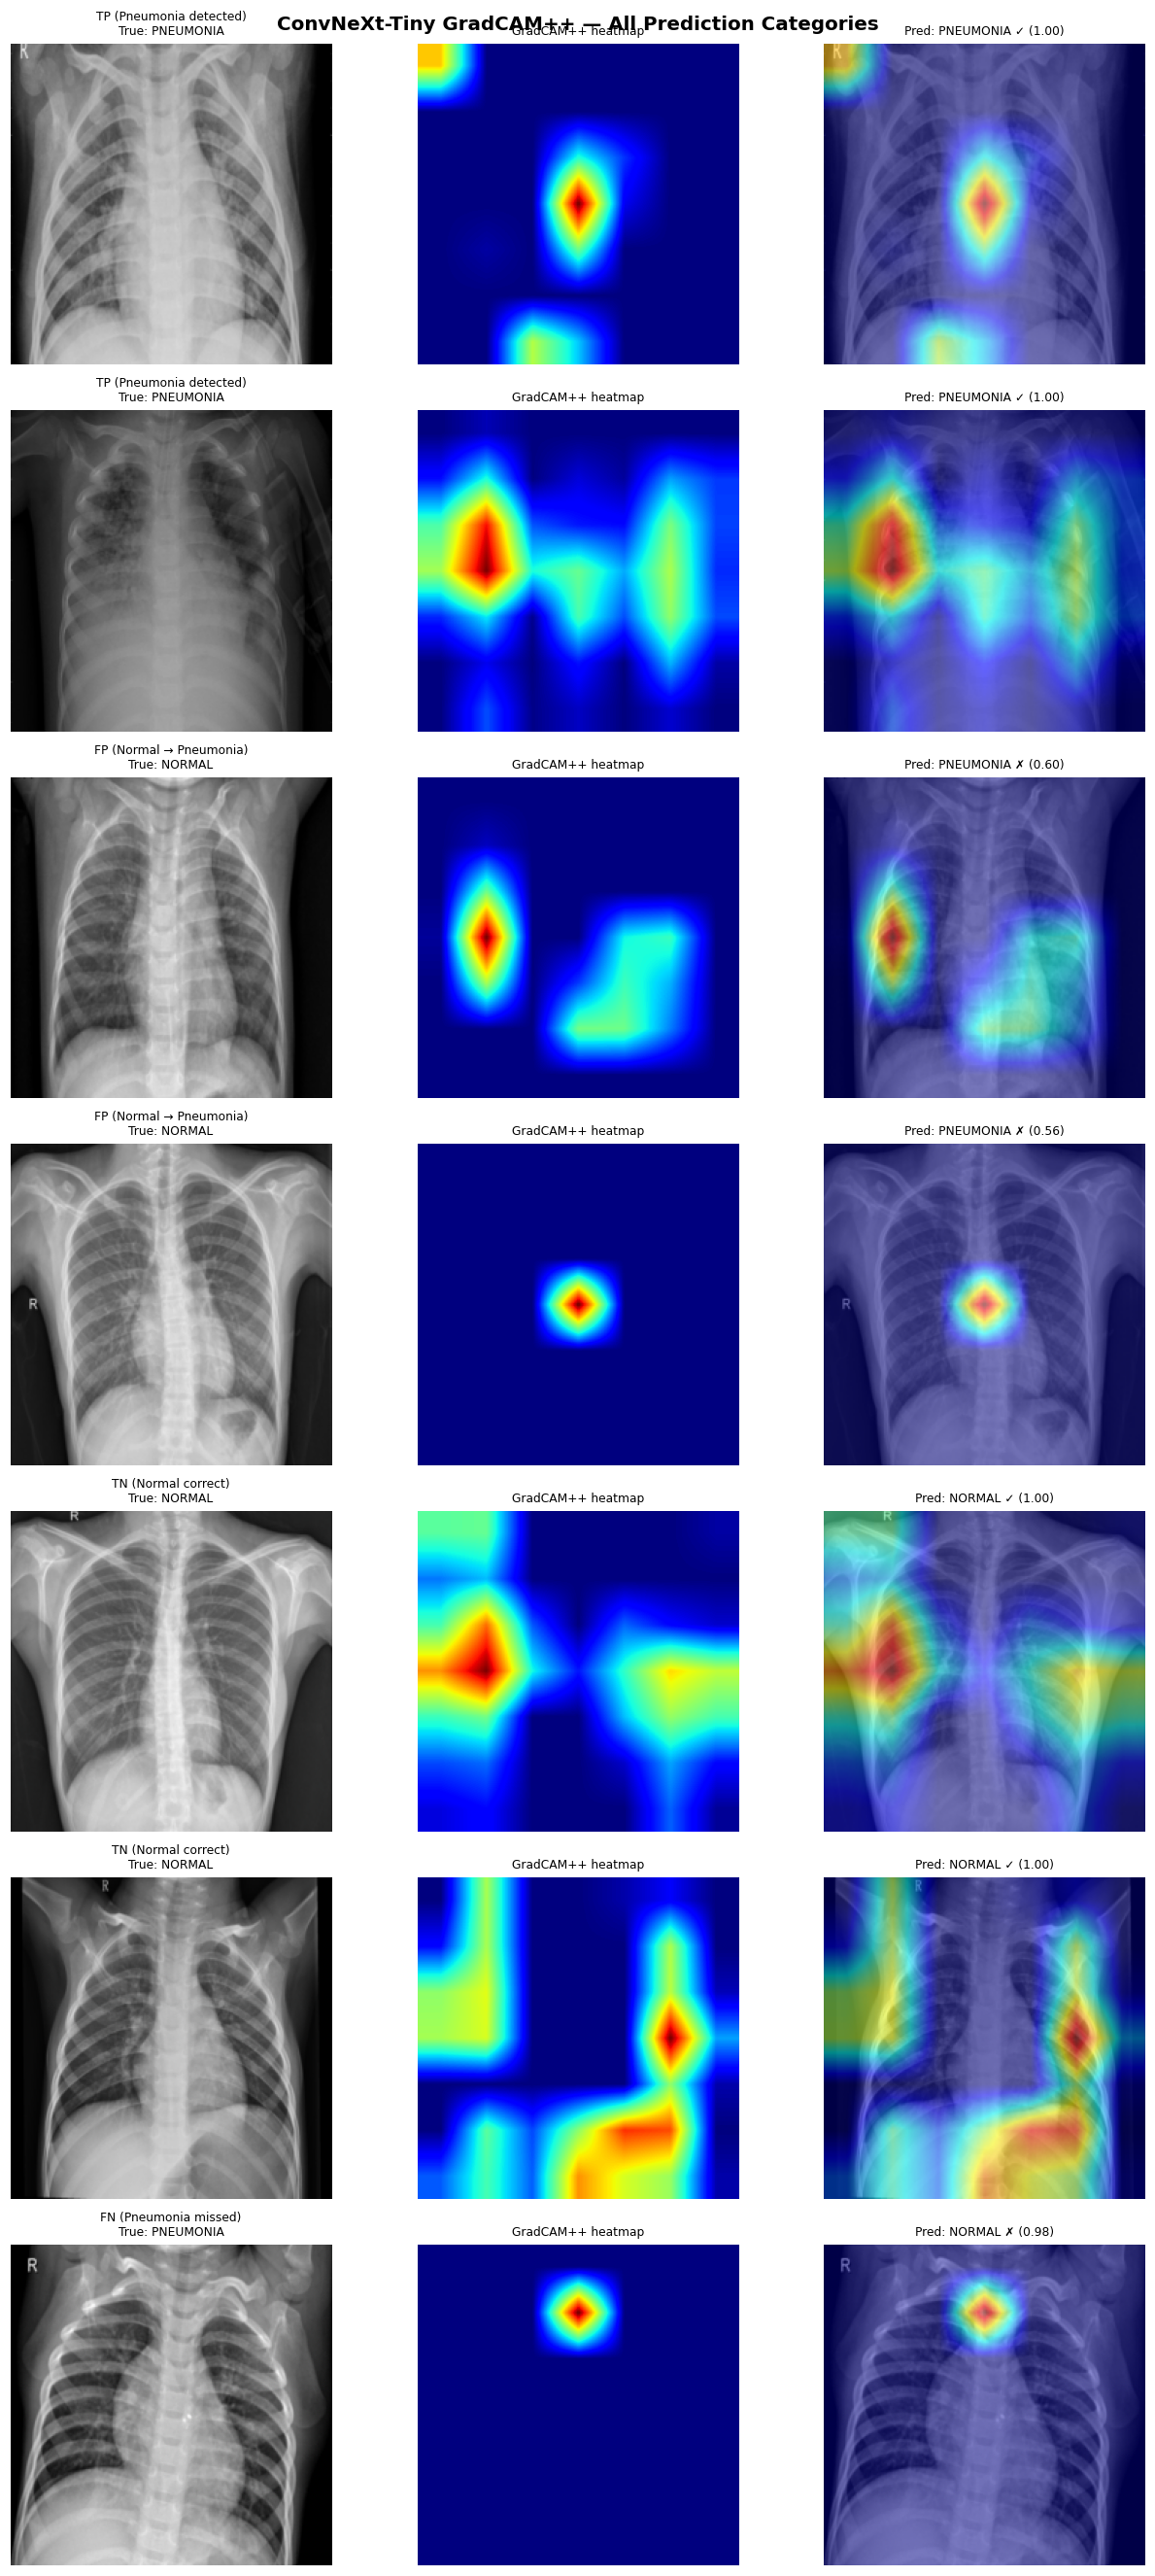 ConvNeXt-Tiny GradCAM++ — All Prediction Categories
TP (Pneumonia detected)
True: PNEUMONIA
GradCAM++ heatmap
Pred: PNEUMONIA ✓ (1.00)
R
R
TP (Pneumonia detected)
True: PNEUMONIA
GradCAM++ heatmap
Pred: PNEUMONIA ✓ (1.00)
FP (Normal → Pneumonia)
True: NORMAL
GradCAM++ heatmap
Pred: PNEUMONIA ✗ (0.60)
FP (Normal → Pneumonia)
True: NORMAL
GradCAM++ heatmap
Pred: PNEUMONIA ✗ (0.56)
R
R
TN (Normal correct)
True: NORMAL
GradCAM++ heatmap
Pred: NORMAL ✓ (1.00)
R
R
TN (Normal correct)
True: NORMAL
GradCAM++ heatmap
Pred: NORMAL ✓ (1.00)
R
R
FN (Pneumonia missed)
True: PNEUMONIA
GradCAM++ heatmap
Pred: NORMAL ✗ (0.98)
R
R